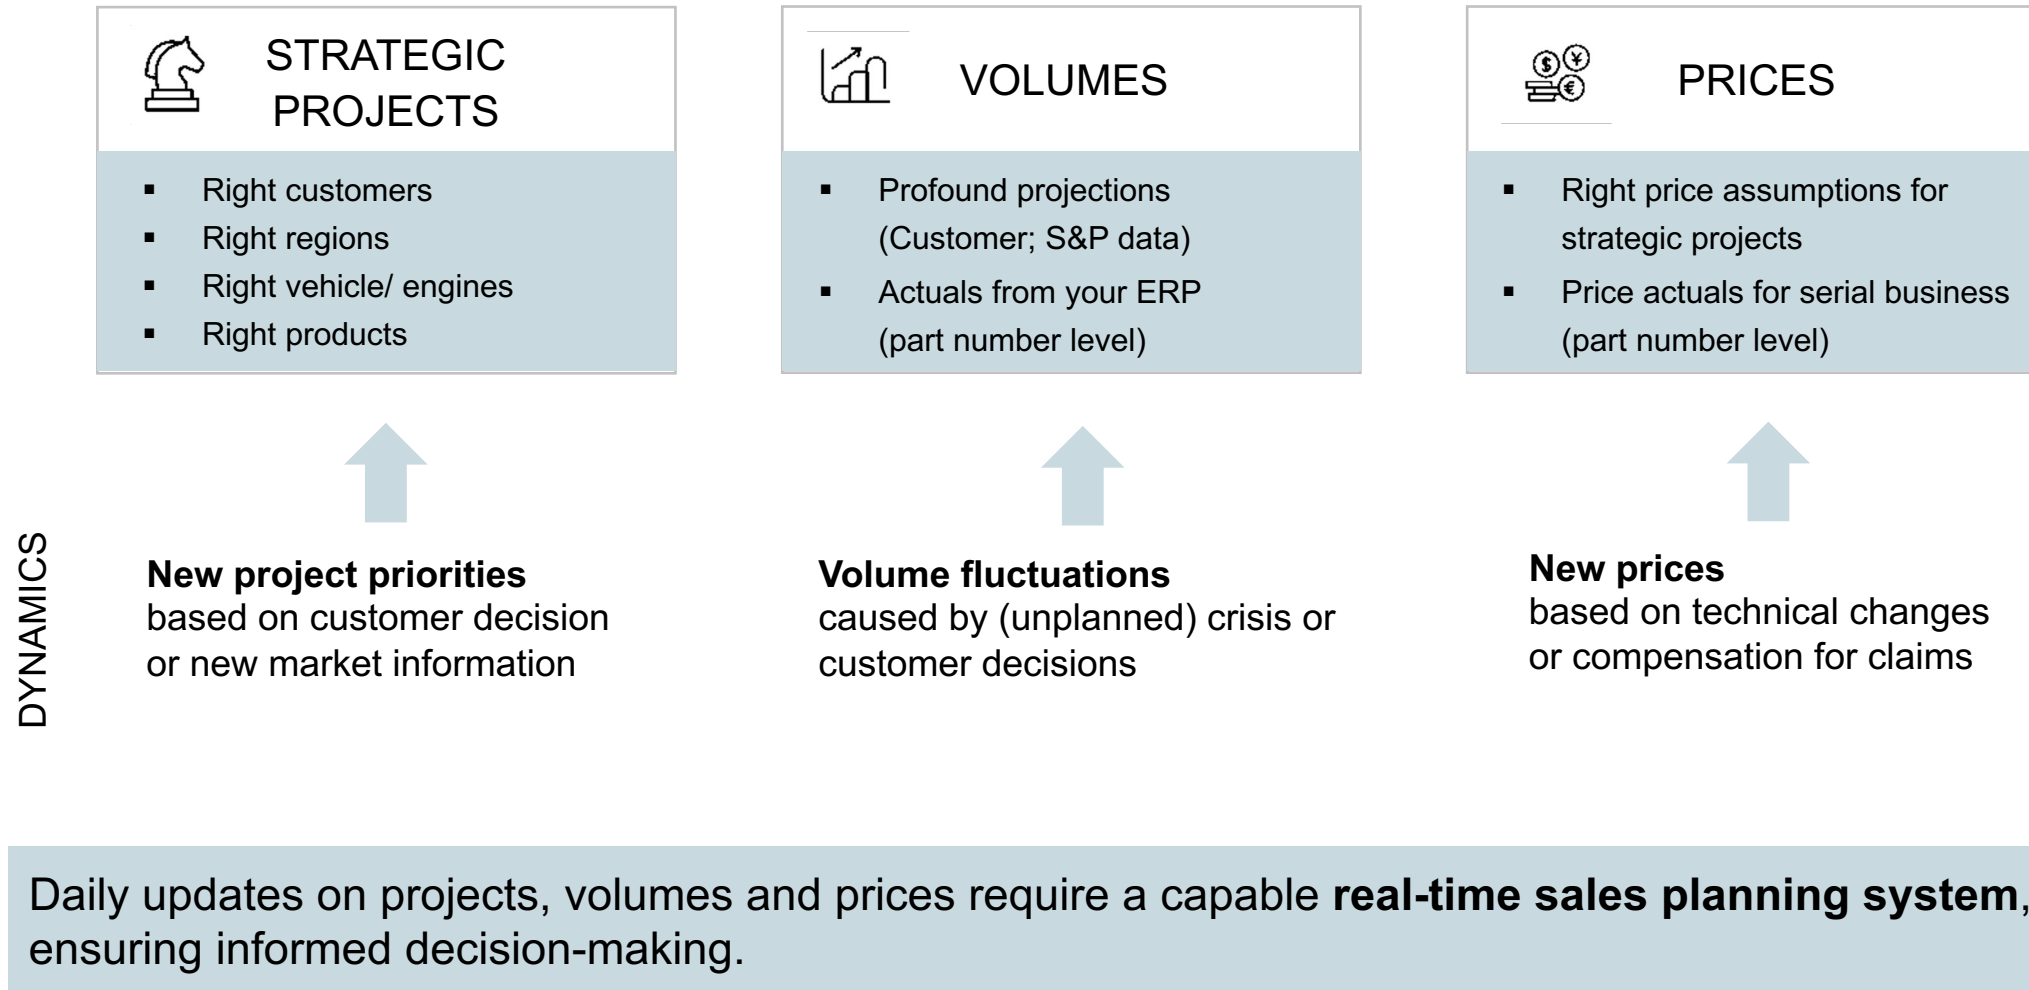 STRATEGIC
PROJECTS
▪ Right customers
▪ Right regions
▪ Right vehicle/ engines
▪ Right products
VOLUMES
▪ Profound projections
(Customer; S&P data)
▪ Actuals from your ERP
(part number level)
$
¥
€
PRICES
▪ Right price assumptions for
strategic projects
▪ Price actuals for serial business
(part number level)
DYNAMICS
New project priorities
based on customer decision
or new market information
Volume fluctuations
caused by (unplanned) crisis or
customer decisions
New prices
based on technical changes
or compensation for claims
Daily updates on projects, volumes and prices require a capable real-time sales planning system,
ensuring informed decision-making.